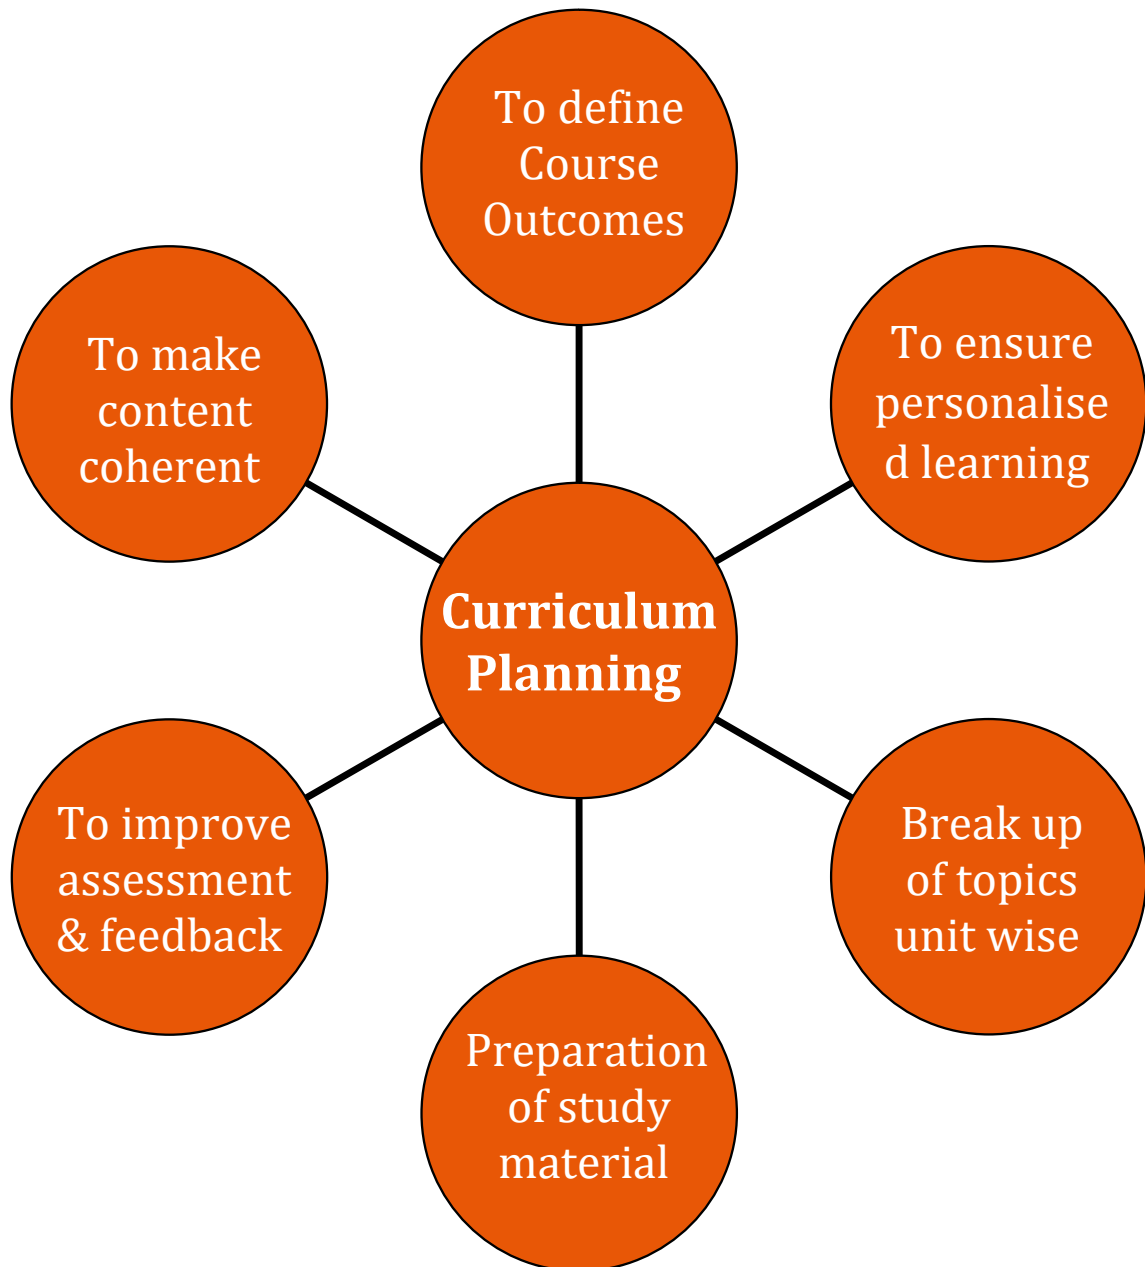 To define
Course
Outcomes
To ensure
personalise
d learning
Break up
of topics
unit wise
Preparation
of study
material
To improve
assessment
& feedback
To make
content
coherent
Curriculum
Planning